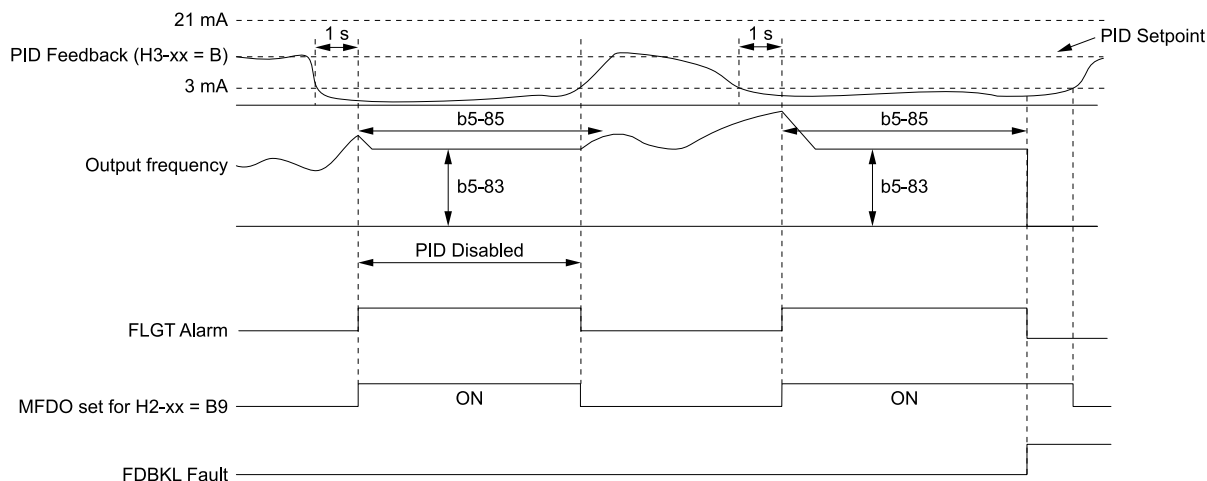 21 mA
1 s
1 s
PID Setpoint
PID Feedback (H3-xx = B)
3 mA
b5-85
b5-85
Output frequency
b5-83
b5-83
PID Disabled
FLGT Alarm
ON
ON
MFDO set for H2-xx = B9
FDBKL Fault